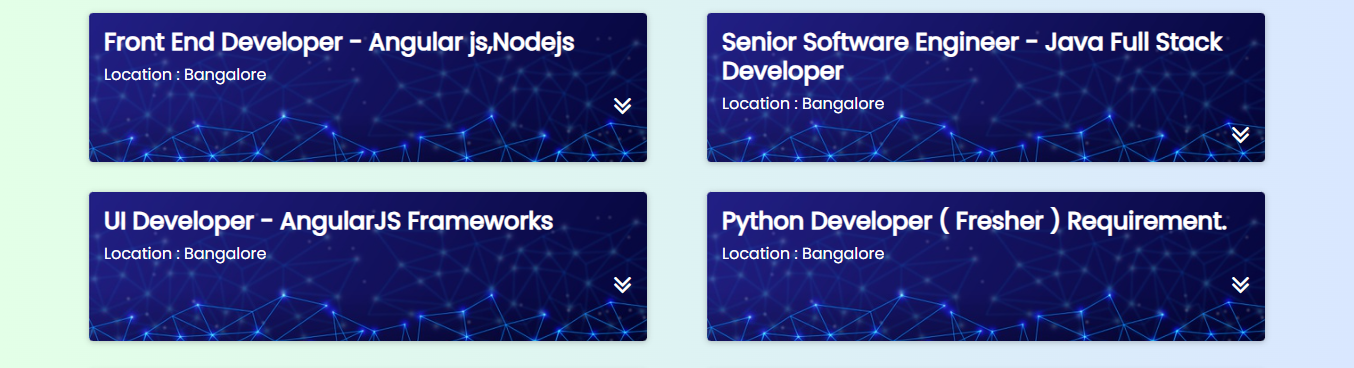 Front End Developer - Angular js,Nodejs
Location : Bangalore
Senior Software Engineer - Java Full Stack
Developer
Location : Bangalore
UI Developer - AngularJS Frameworks
Location : Bangalore
Python Developer ( Fresher ) Requirement.
Location : Bangalore